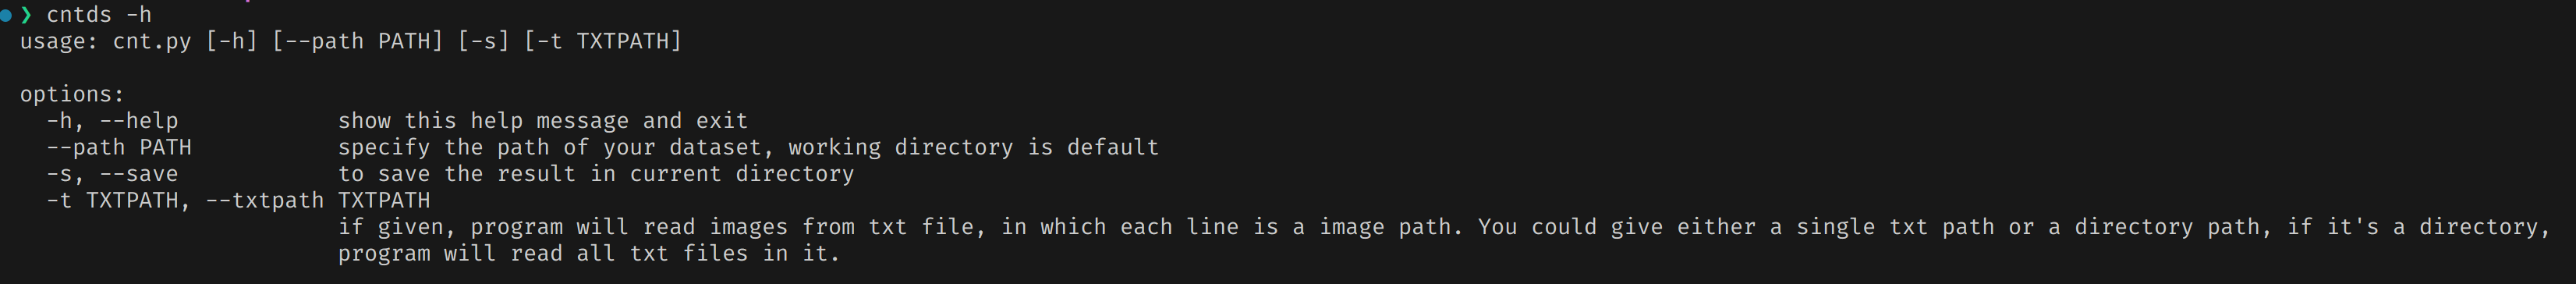 ❯ cntds -h
usage: cnt.py [-h] [--path PATH] [-s] [-t TXTPATH]
options:
-h, --help show this help message and exit
--path PATH specify the path of your dataset, working directory is default
-s, --save to save the result in current directory
-t TXTPATH, --txtpath TXTPATH
if given, program will read images from txt file, in which each line is a image path. You could give either a single txt path or a directory path, if it's a directory,
program will read all txt files in it.